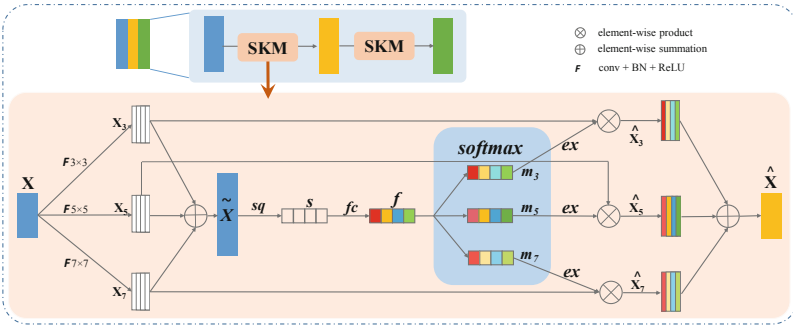 SKM
SKM
element-wise product
element-wise summation
F conv + BN + ReLU
X
F3×3
F5×5
F7×7
X3
X5
X7
X̃
sq
s
fc
f
softmax
m3
m5
m7
ex
ex
ex
X̂3
X̂5
X̂7
X̂